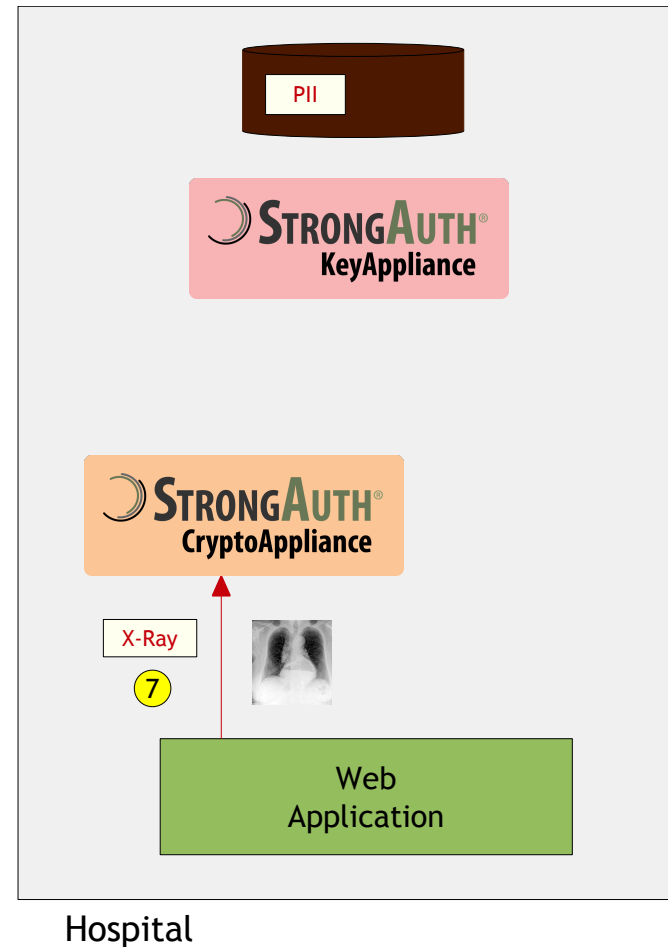 PII
STRONGAUTH®
KeyAppliance
STRONGAUTH®
CryptoAppliance
X-Ray
7
Web
Application
Hospital